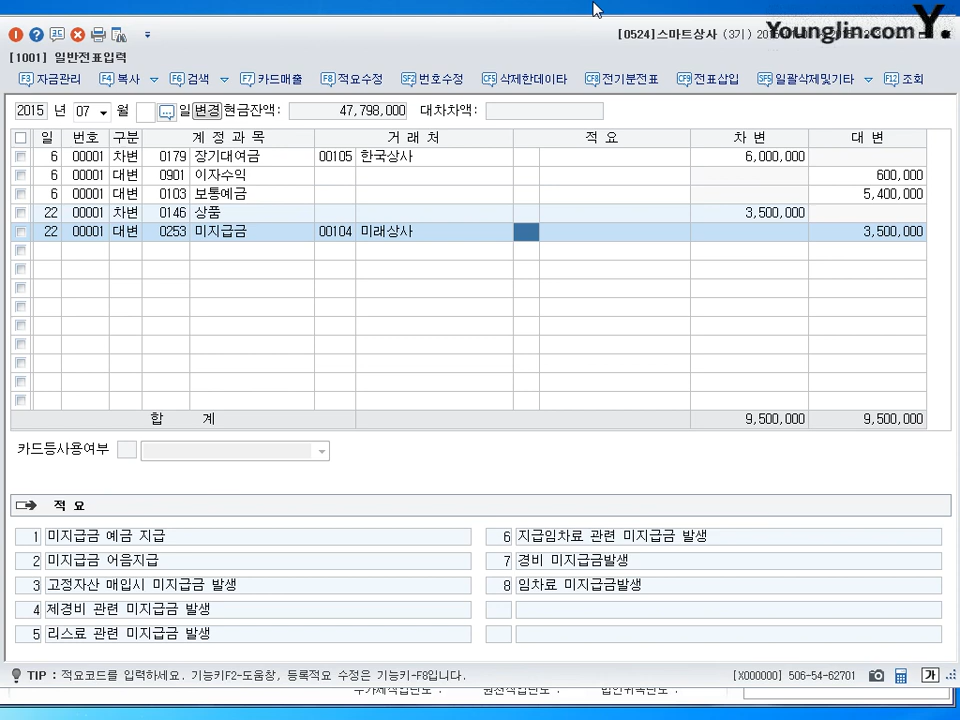 [0524]스마트상사 (3기)
Younglin.com Y.
[1001] 일반전표입력
F3 자금관리 F4 복사 F6 검색 F7 카드매출 F8 적요수정 SF2 번호수정 CF5 삭제한데이타 CF8 전기분전표 CF9 전표삽입 SF5 일괄삭제및기타 F12 조회
2015 년 07 월 일 변경 현금잔액: 47,798,000 대차차액:
일 번호 구분 계정과목 거래처 적요 차변 대변
6 00001 차변 0179 장기대여금 00105 한국상사 6,000,000
6 00001 대변 0901 이자수익 600,000
6 00001 대변 0103 보통예금 5,400,000
22 00001 차변 0146 상품 3,500,000
22 00001 대변 0253 미지급금 00104 미래상사 3,500,000
합 계 9,500,000 9,500,000
카드등사용여부
적 요
1 미지급금 예금 지급
2 미지급금 어음지급
3 고정자산 매입시 미지급금 발생
4 제경비 관련 미지급금 발생
5 리스료 관련 미지급금 발생
6 지급임차료 관련 미지급금 발생
7 경비 미지급금발생
8 임차료 미지급금발생
TIP : 적요코드를 입력하세요. 기능키F2-도움창, 등록적요 수정은 기능키-F8입니다.
[X000000] 506-54-62701 가